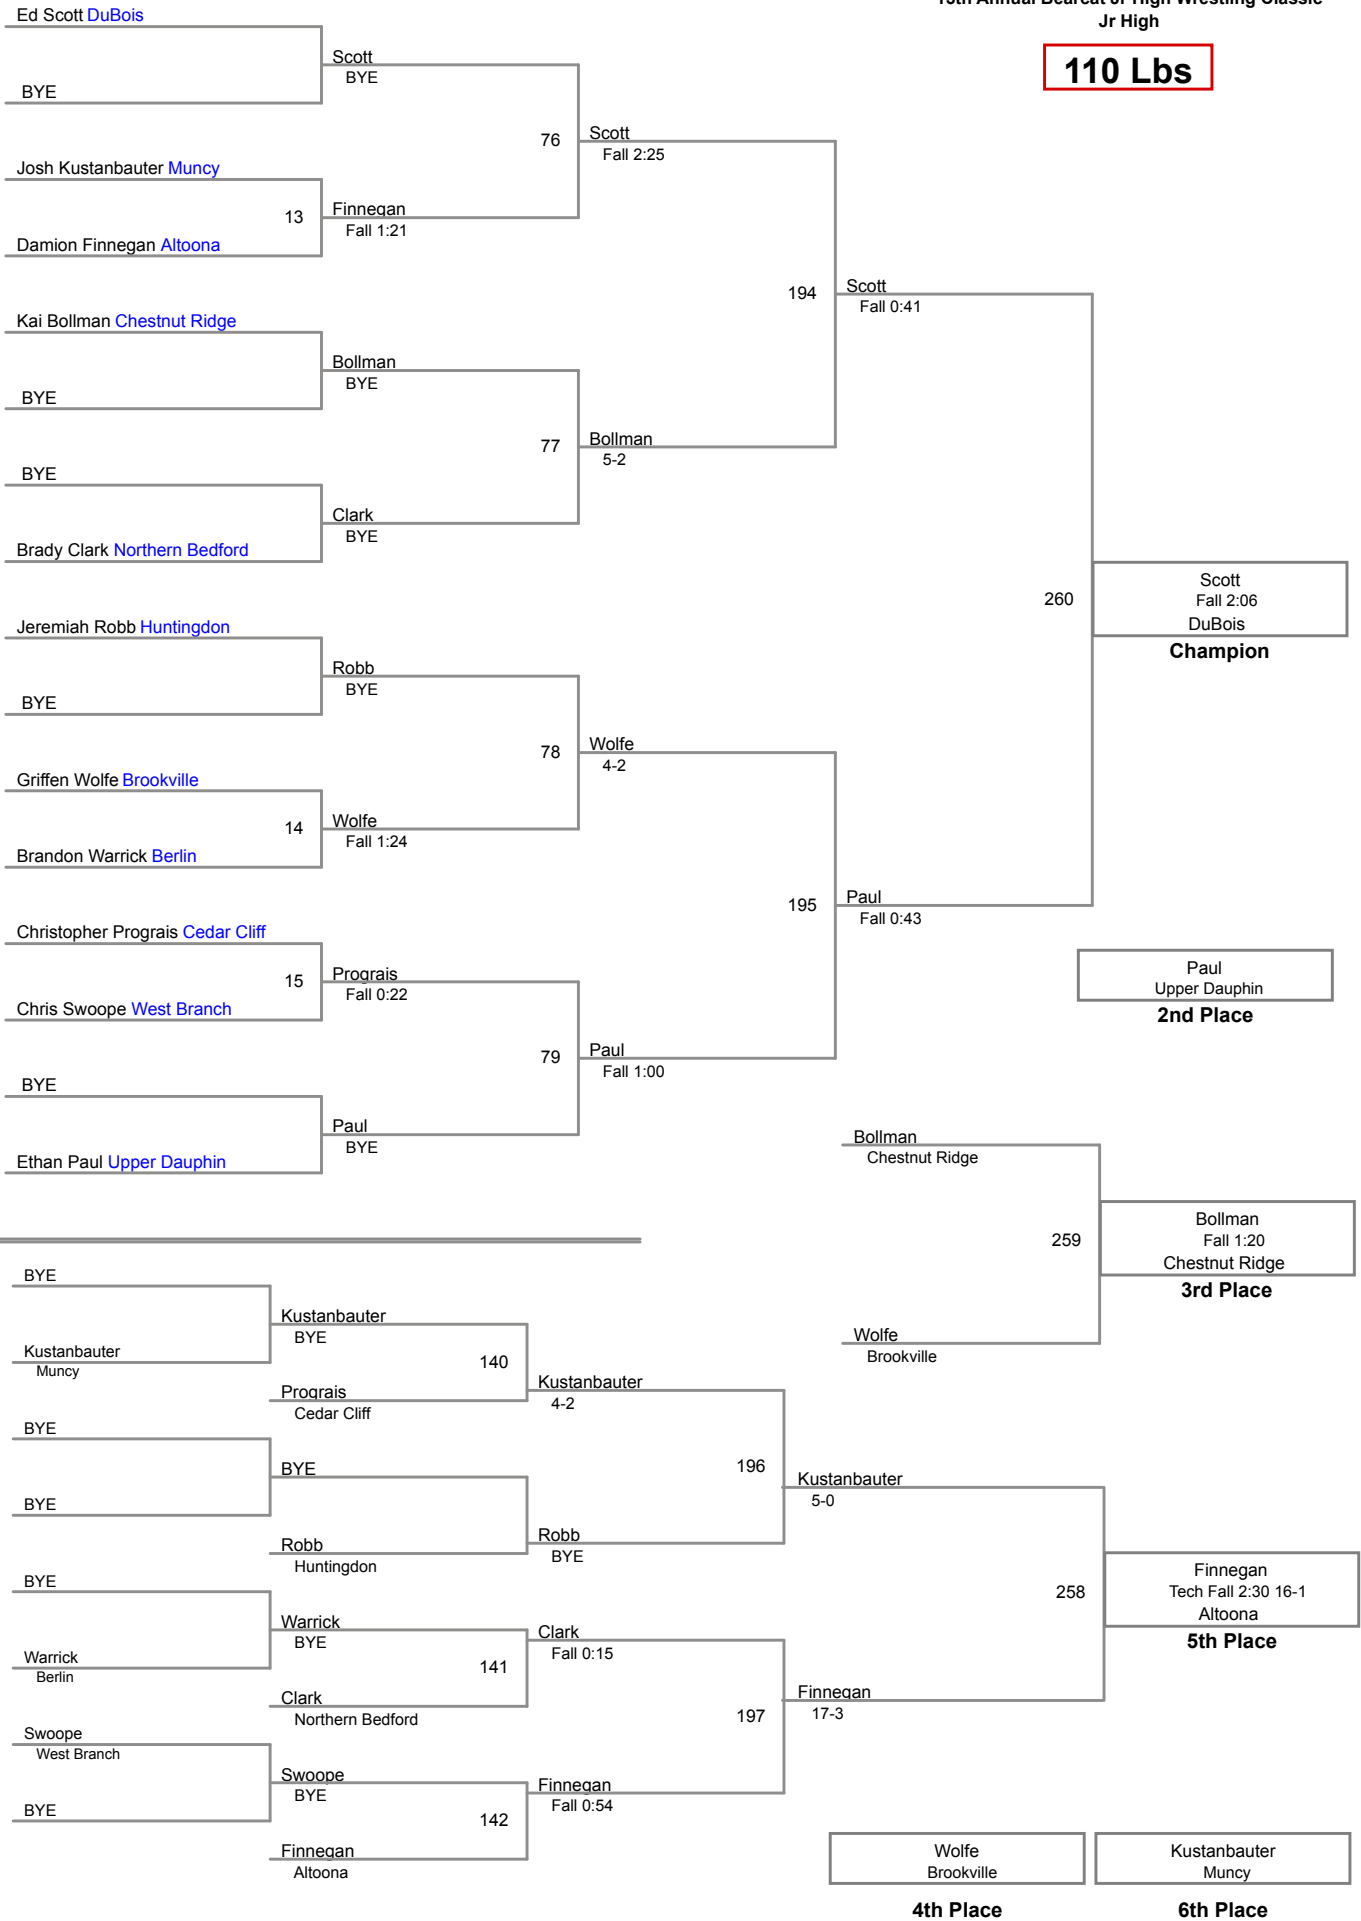 15th Annual Bearcat Jr High Wrestling Classic
Jr High
110 Lbs
Ed Scott DuBois
BYE
Scott
BYE
Josh Kustanbauter Muncy
13
Damion Finnegan Altoona
Finnegan
Fall 1:21
76
Scott
Fall 2:25
Kai Bollman Chestnut Ridge
BYE
Bollman
BYE
BYE
Brady Clark Northern Bedford
Clark
BYE
77
Bollman
5-2
194
Scott
Fall 0:41
Jeremiah Robb Huntingdon
BYE
Robb
BYE
Griffen Wolfe Brookville
14
Brandon Warrick Berlin
Wolfe
Fall 1:24
78
Wolfe
4-2
Christopher Prograis Cedar Cliff
15
Chris Swoope West Branch
Prograis
Fall 0:22
BYE
Ethan Paul Upper Dauphin
Paul
BYE
79
Paul
Fall 1:00
195
Paul
Fall 0:43
260
Scott
Fall 2:06
DuBois
Champion
Paul
Upper Dauphin
2nd Place
Bollman
Chestnut Ridge
259
Wolfe
Brookville
Bollman
Fall 1:20
Chestnut Ridge
3rd Place
BYE
Kustanbauter
Muncy
Kustanbauter
BYE
140
Prograis
Cedar Cliff
Kustanbauter
4-2
BYE
BYE
BYE
Robb
Huntingdon
Robb
BYE
196
Kustanbauter
5-0
BYE
Warrick
Berlin
Warrick
BYE
141
Clark
Northern Bedford
Clark
Fall 0:15
Swoope
West Branch
BYE
Swoope
BYE
142
Finnegan
Altoona
Finnegan
Fall 0:54
197
Finnegan
17-3
258
Finnegan
Tech Fall 2:30 16-1
Altoona
5th Place
Wolfe
Brookville
4th Place
Kustanbauter
Muncy
6th Place